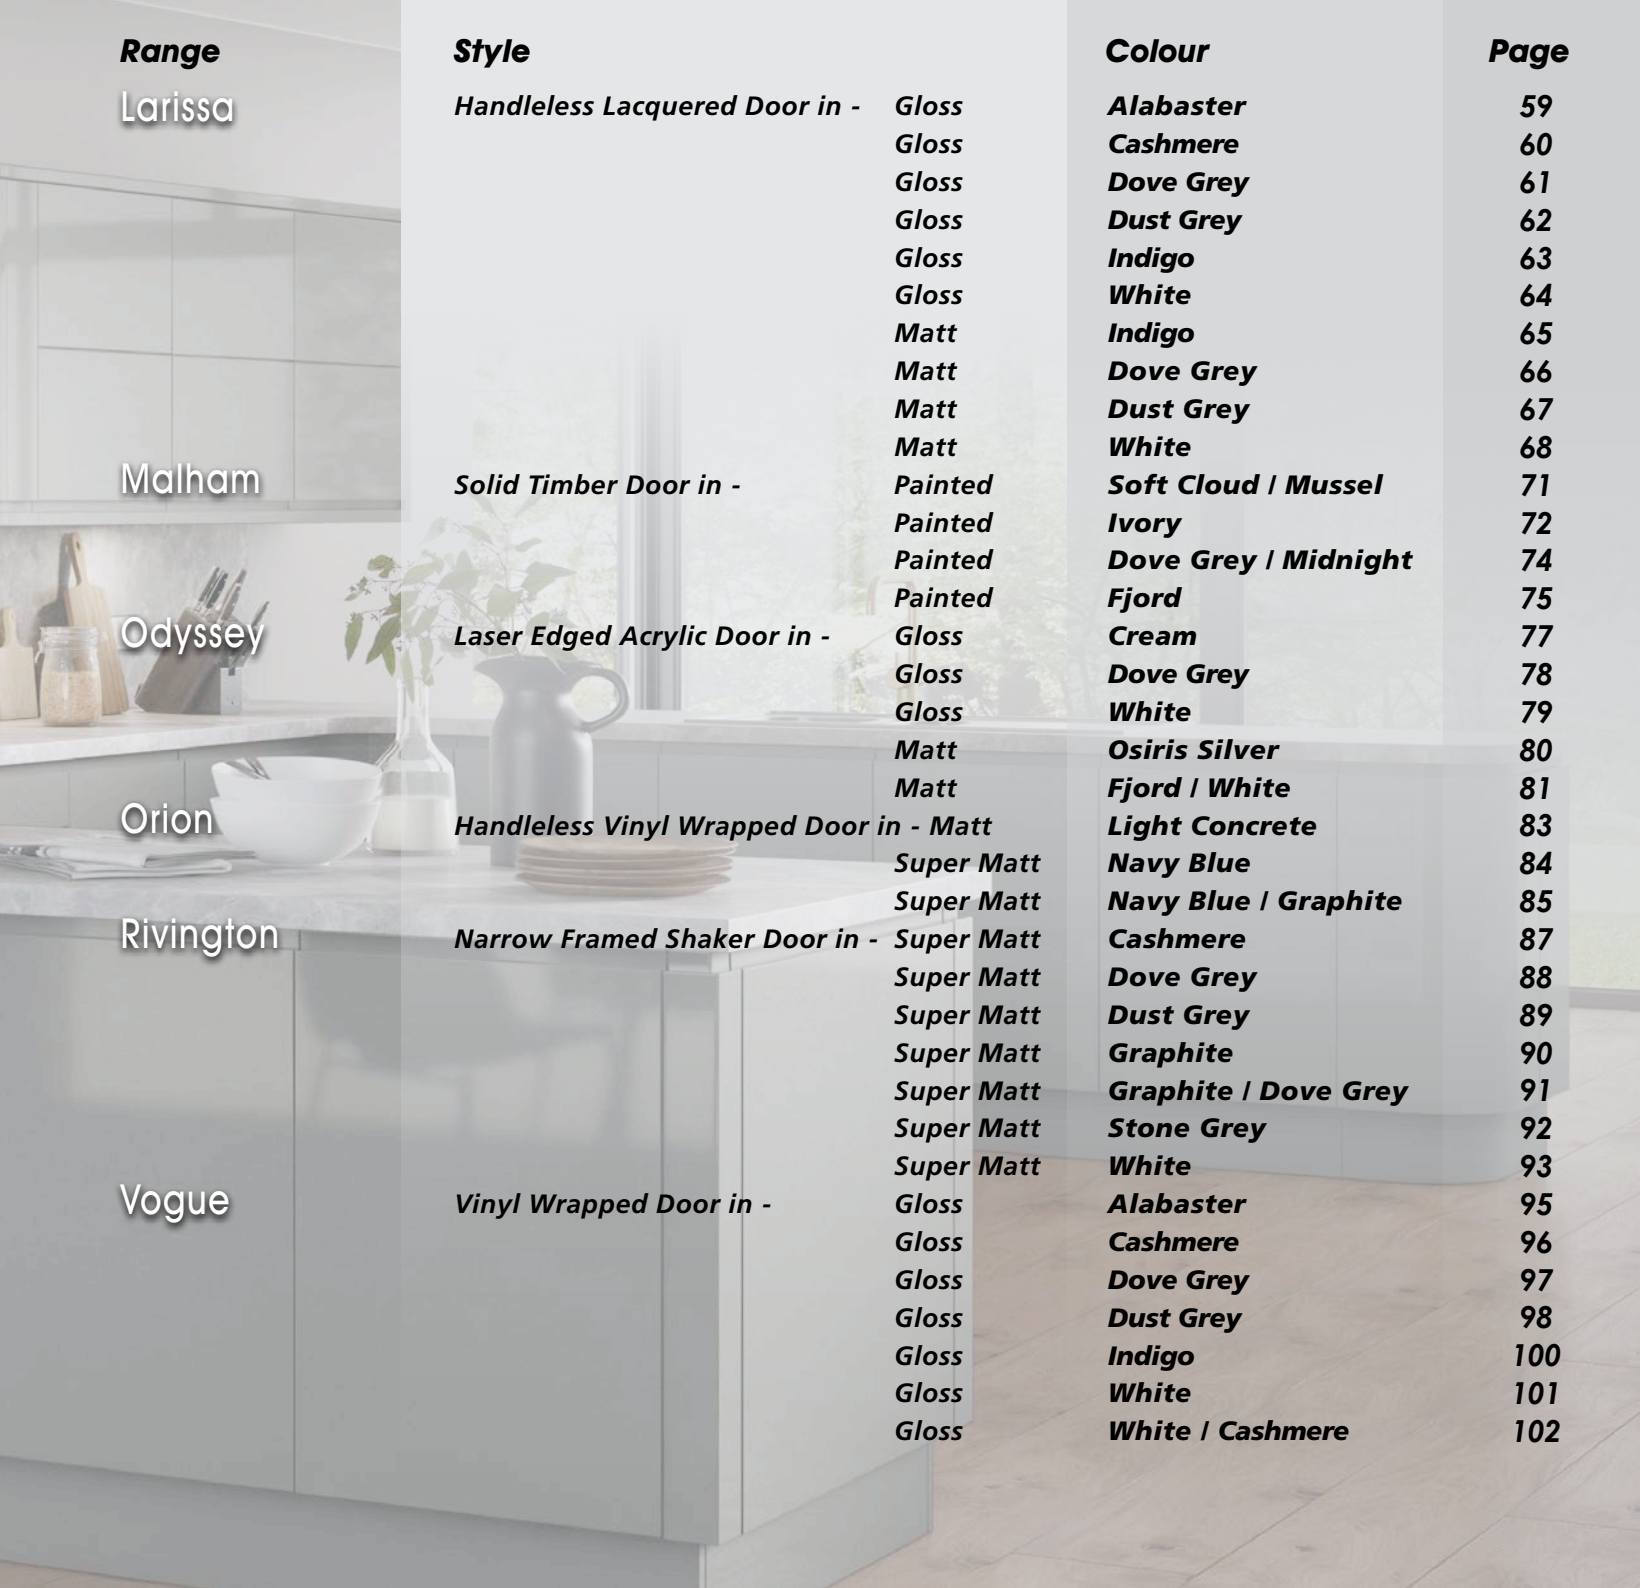 Range Style Colour Page
Larissa Handleless Lacquered Door in - Gloss Alabaster 59
Gloss Cashmere 60
Gloss Dove Grey 61
Gloss Dust Grey 62
Gloss Indigo 63
Gloss White 64
Matt Indigo 65
Matt Dove Grey 66
Matt Dust Grey 67
Matt White 68
Malham Solid Timber Door in - Painted Soft Cloud / Mussel 71
Painted Ivory 72
Painted Dove Grey / Midnight 74
Painted Fjord 75
Odyssey Laser Edged Acrylic Door in - Gloss Cream 77
Gloss Dove Grey 78
Gloss White 79
Matt Osiris Silver 80
Matt Fjord / White 81
Orion Handleless Vinyl Wrapped Door in - Matt Light Concrete 83
Super Matt Navy Blue 84
Super Matt Navy Blue / Graphite 85
Rivington Narrow Framed Shaker Door in - Super Matt Cashmere 87
Super Matt Dove Grey 88
Super Matt Dust Grey 89
Super Matt Graphite 90
Super Matt Graphite / Dove Grey 91
Super Matt Stone Grey 92
Super Matt White 93
Vogue Vinyl Wrapped Door in - Gloss Alabaster 95
Gloss Cashmere 96
Gloss Dove Grey 97
Gloss Dust Grey 98
Gloss Indigo 100
Gloss White 101
Gloss White / Cashmere 102